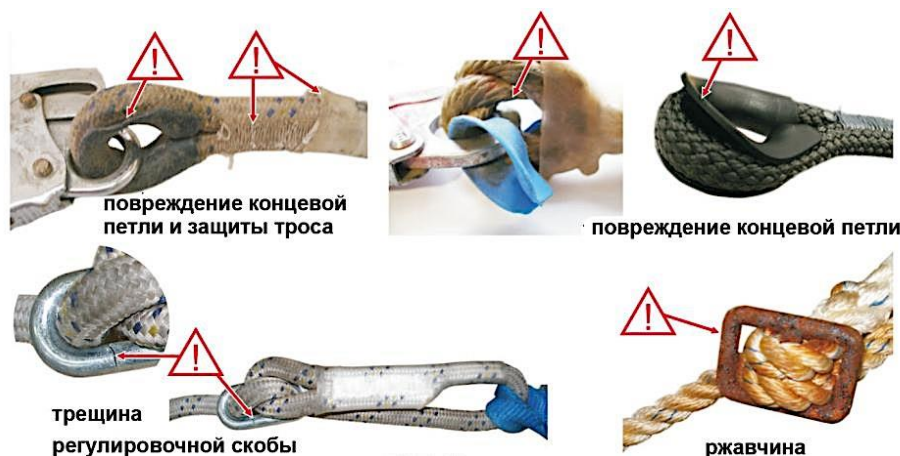 !
!
!
!
повреждение концевой
петли и защиты троса
повреждение концевой петли
!
!
трещина
регулировочной скобы
ржавчина